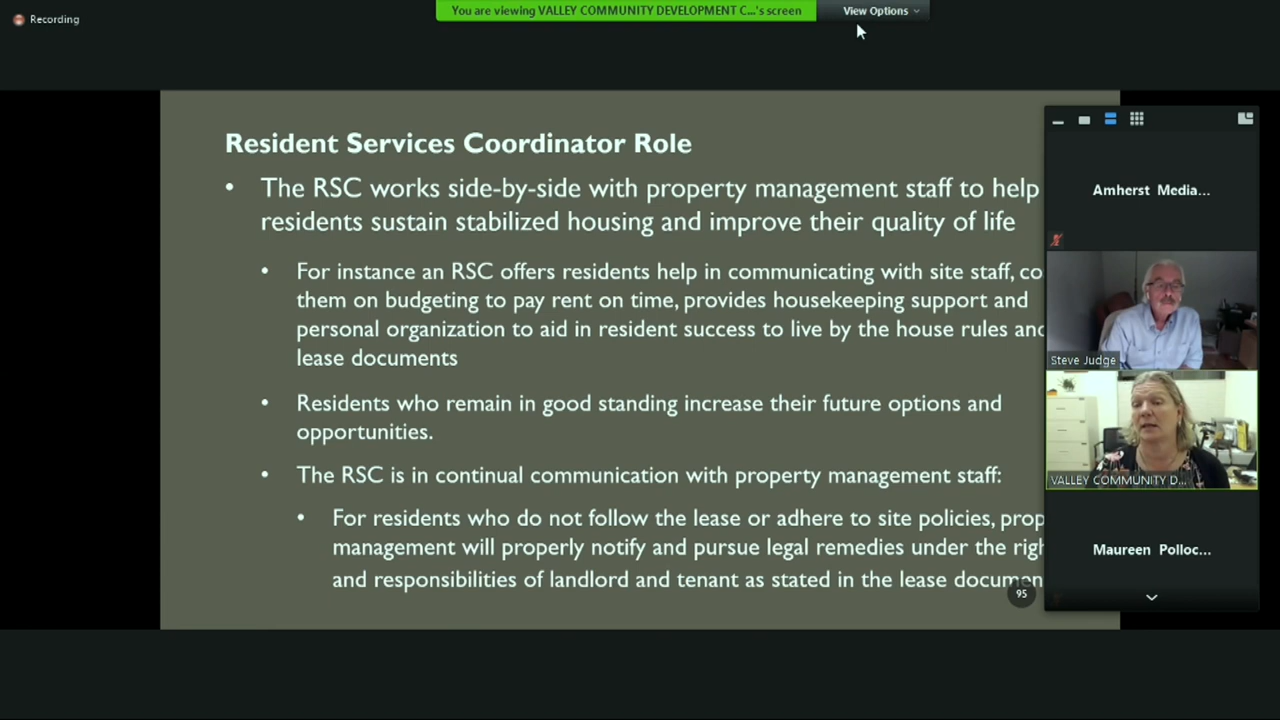 Recording
You are viewing VALLEY COMMUNITY DEVELOPMENT C...'s screen
View Options
Resident Services Coordinator Role
• The RSC works side-by-side with property management staff to help
residents sustain stabilized housing and improve their quality of life
• For instance an RSC offers residents help in communicating with site staff, co
them on budgeting to pay rent on time, provides housekeeping support and
personal organization to aid in resident success to live by the house rules and
lease documents
• Residents who remain in good standing increase their future options and
opportunities.
• The RSC is in continual communication with property management staff:
• For residents who do not follow the lease or adhere to site policies, prop
management will properly notify and pursue legal remedies under the righ
and responsibilities of landlord and tenant as stated in the lease documen
95
Amherst Media...
Steve Judge
VALLEY COMMUNITY D...
Maureen Polloc...